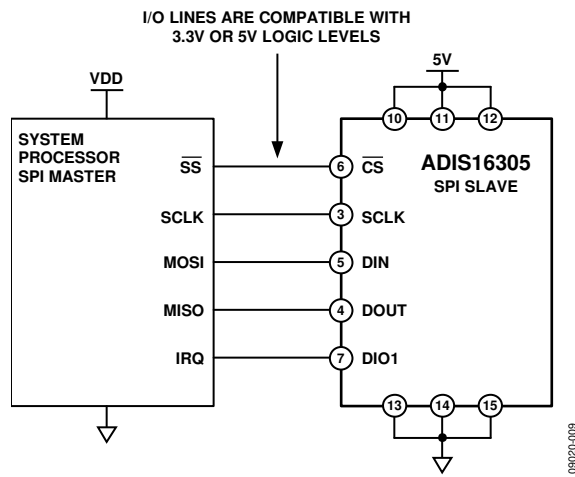 I/O LINES ARE COMPATIBLE WITH
3.3V OR 5V LOGIC LEVELS
VDD
5V
10 11 12
SYSTEM
PROCESSOR
SPI MASTER
ADIS16305
SPI SLAVE
SS 6 CS
SCLK 3 SCLK
MOSI 5 DIN
MISO 4 DOUT
IRQ 7 DIO1
13 14 15
09020-009